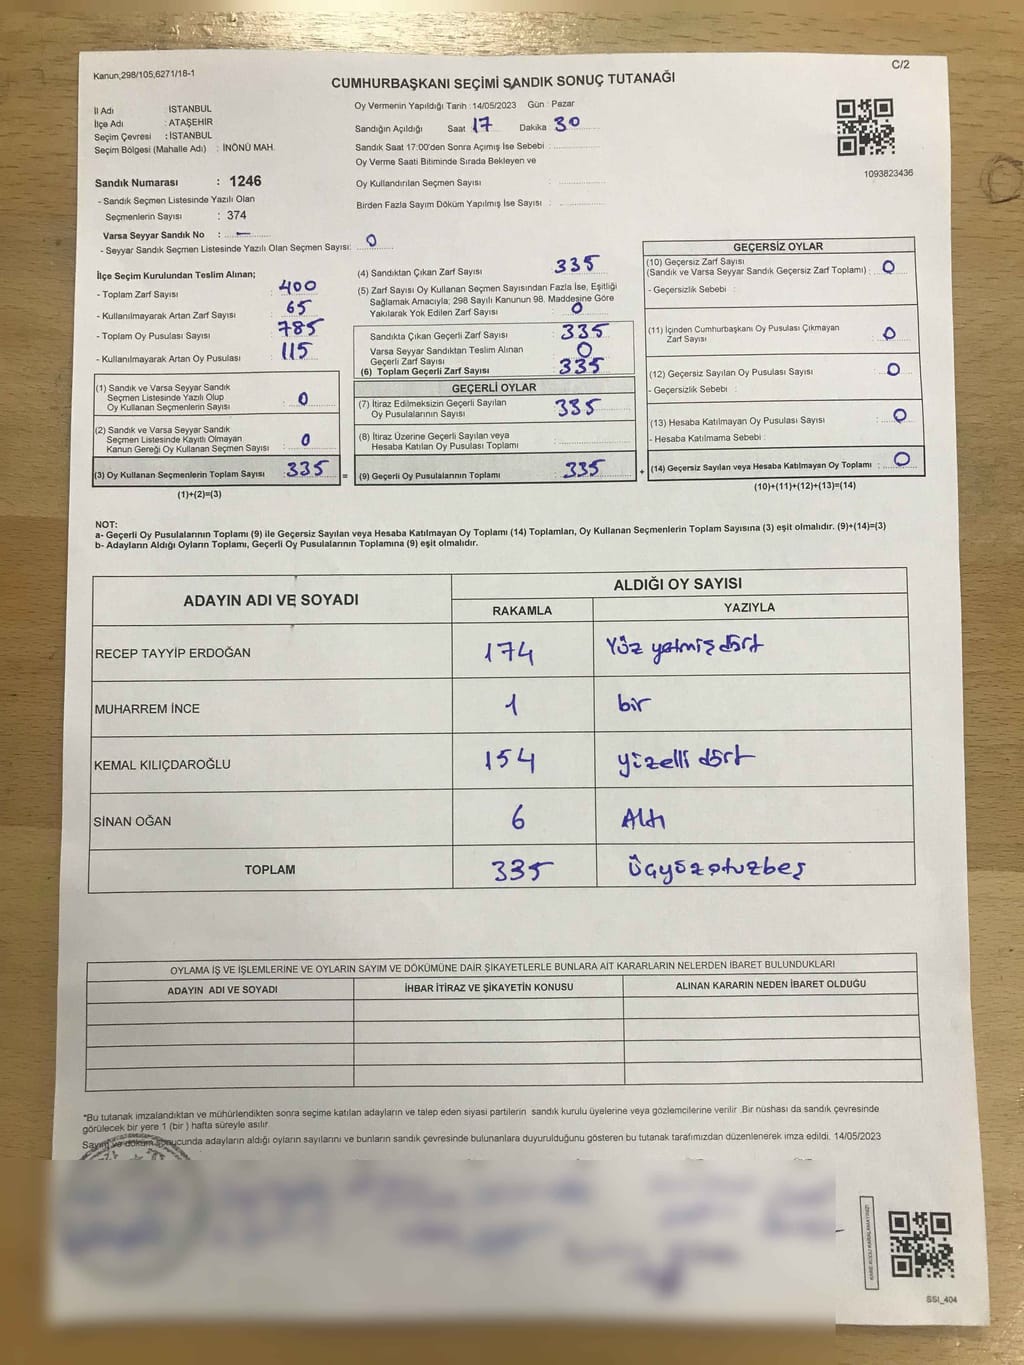 Kanun,298/105,6271/18-1
C/2
CUMHURBAŞKANI SEÇİMİ SANDIK SONUÇ TUTANAĞI
İl Adı : İSTANBUL
İlçe Adı : ATAŞEHİR
Seçim Çevresi : İSTANBUL
Seçim Bölgesi (Mahalle Adı) : İNÖNÜ MAH.
Sandık Numarası : 1246
- Sandık Seçmen Listesinde Yazılı Olan
Seçmenlerin Sayısı : 374
Varsa Seyyar Sandık No : -
- Seyyar Sandık Seçmen Listesinde Yazılı Olan Seçmen Sayısı: 0
Oy Vermenin Yapıldığı Tarih : 14/05/2023 Gün : Pazar
Sandığın Açıldığı Saat 17 Dakika 30
Sandık Saat 17:00'den Sonra Açımış İse Sebebi :
Oy Verme Saati Bitiminde Sırada Bekleyen ve
Oy Kullandırılan Seçmen Sayısı :
Birden Fazla Sayım Döküm Yapılmış İse Sayısı :
1093823436
İlçe Seçim Kurulundan Teslim Alınan;
- Toplam Zarf Sayısı : 400
- Kullanılmayarak Artan Zarf Sayısı : 65
- Toplam Oy Pusulası Sayısı : 785
- Kullanılmayarak Artan Oy Pusulası : 115
(1) Sandık ve Varsa Seyyar Sandık
Seçmen Listesinde Yazılı Olup
Oy Kullanan Seçmenlerin Sayısı : 0
(2) Sandık ve Varsa Seyyar Sandık
Seçmen Listesinde Kayıtlı Olmayan
Kanun Gereği Oy Kullanan Seçmen Sayısı : 0
(3) Oy Kullanan Seçmenlerin Toplam Sayısı : 335 =
(1)+(2)=(3)
(4) Sandıktan Çıkan Zarf Sayısı : 335
(5) Zarf Sayısı Oy Kullanan Seçmen Sayısından Fazla İse, Eşitliği
Sağlamak Amacıyla; 298 Sayılı Kanunun 98. Maddesine Göre
Yakılarak Yok Edilen Zarf Sayısı : 0
Sandıkta Çıkan Geçerli Zarf Sayısı : 335
Varsa Seyyar Sandıktan Teslim Alınan
Geçerli Zarf Sayısı : 0
(6) Toplam Geçerli Zarf Sayısı : 335
GEÇERLİ OYLAR
(7) İtiraz Edilmeksizin Geçerli Sayılan
Oy Pusulalarının Sayısı : 335
(8) İtiraz Üzerine Geçerli Sayılan veya
Hesaba Katılan Oy Pusulası Toplamı :
(9) Geçerli Oy Pusulalarının Toplamı : 335 +
GEÇERSİZ OYLAR
(10) Geçersiz Zarf Sayısı
(Sandık ve Varsa Seyyar Sandık Geçersiz Zarf Toplamı) : 0
- Geçersizlik Sebebi :
(11) İçinden Cumhurbaşkanı Oy Pusulası Çıkmayan
Zarf Sayısı : 0
(12) Geçersiz Sayılan Oy Pusulası Sayısı : 0
- Geçersizlik Sebebi :
(13) Hesaba Katılmayan Oy Pusulası Sayısı : 0
- Hesaba Katılmama Sebebi :
(14) Geçersiz Sayılan veya Hesaba Katılmayan Oy Toplamı : 0
(10)+(11)+(12)+(13)=(14)
NOT:
a- Geçerli Oy Pusulalarının Toplamı (9) ile Geçersiz Sayılan veya Hesaba Katılmayan Oy Toplamı (14) Toplamları, Oy Kullanan Seçmenlerin Toplam Sayısına (3) eşit olmalıdır. (9)+(14)=(3)
b- Adayların Aldığı Oyların Toplamı, Geçerli Oy Pusulalarının Toplamına (9) eşit olmalıdır.
ADAYIN ADI VE SOYADI ALDIĞI OY SAYISI
RAKAMLA YAZIYLA
RECEP TAYYİP ERDOĞAN 174 Yüz yetmiş dört
MUHARREM İNCE 1 bir
KEMAL KILIÇDAROĞLU 154 yüzelli dört
SİNAN OĞAN 6 Altı
TOPLAM 335 Üçyüzotuzbeş
OYLAMA İŞ VE İŞLEMLERİNE VE OYLARIN SAYIM VE DÖKÜMÜNE DAİR ŞİKAYETLERLE BUNLARA AİT KARARLARIN NELERDEN İBARET BULUNDUKLARI
ADAYIN ADI VE SOYADI İHBAR İTİRAZ VE ŞİKAYETİN KONUSU ALINAN KARARIN NEDEN İBARET OLDUĞU
*Bu tutanak imzalandıktan ve mühürlendikten sonra seçime katılan adayların ve talep eden siyasi partilerin sandık kurulu üyelerine veya gözlemcilerine verilir .Bir nüshası da sandık çevresinde
görülecek bir yere 1 (bir ) hafta süreyle asılır.
Sayım ve döküm sonucunda adayların aldığı oyların sayılarını ve bunların sandık çevresinde bulunanlara duyurulduğunu gösteren bu tutanak tarafımızdan düzenlenerek imza edildi. 14/05/2023
SSI_404